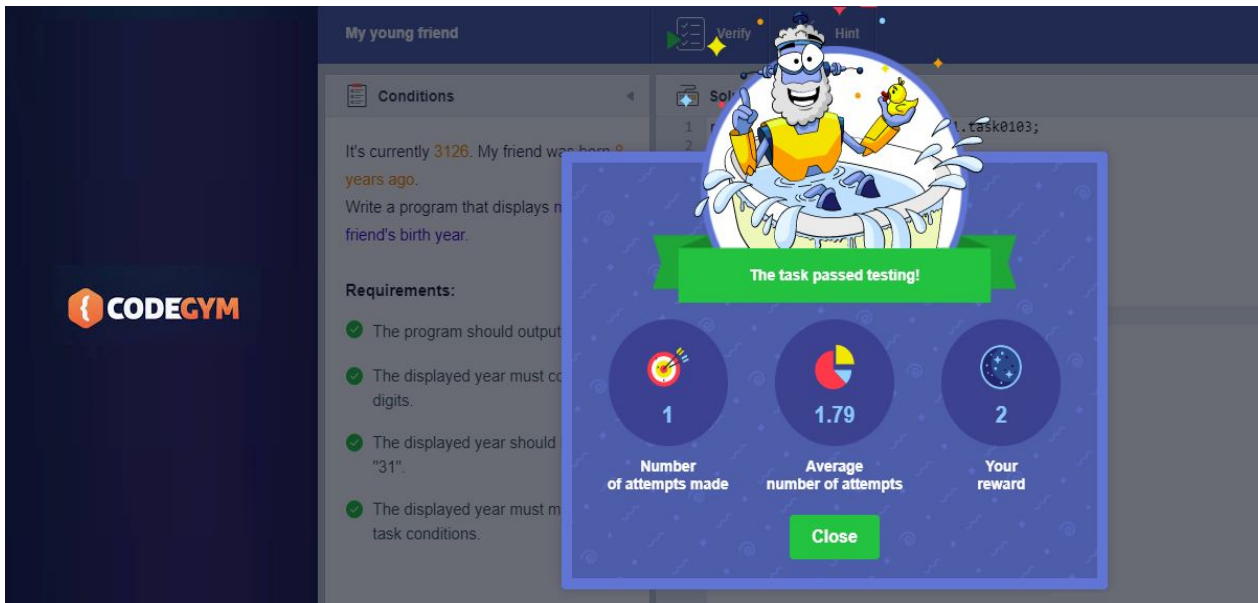 My young friend
Verify
Hint
Conditions
1
.task0103;
2
It's currently 3126. My friend was born 8
years ago.
Write a program that displays
friend's birth year.
Requirements:
The program should output
The displayed year must
digits.
The displayed year should
"31".
The displayed year must
task conditions.
CODEGYM
The task passed testing!
1
Number
of attempts made
1.79
Average
number of attempts
2
Your
reward
Close